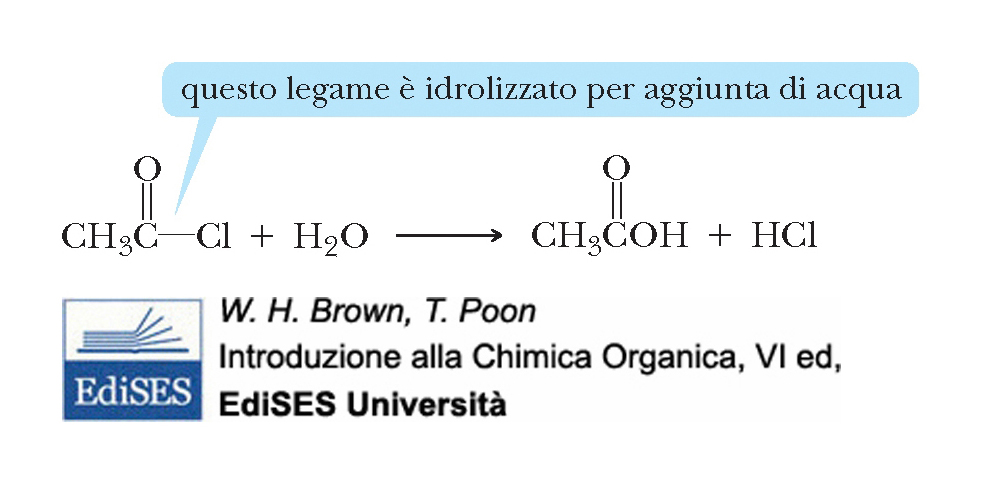 questo legame è idrolizzato per aggiunta di acqua
O
O
CH₃C—Cl + H₂O ⟶ CH₃COH + HCl
W. H. Brown, T. Poon
Introduzione alla Chimica Organica, VI ed,
EdiSES
EdiSES Università